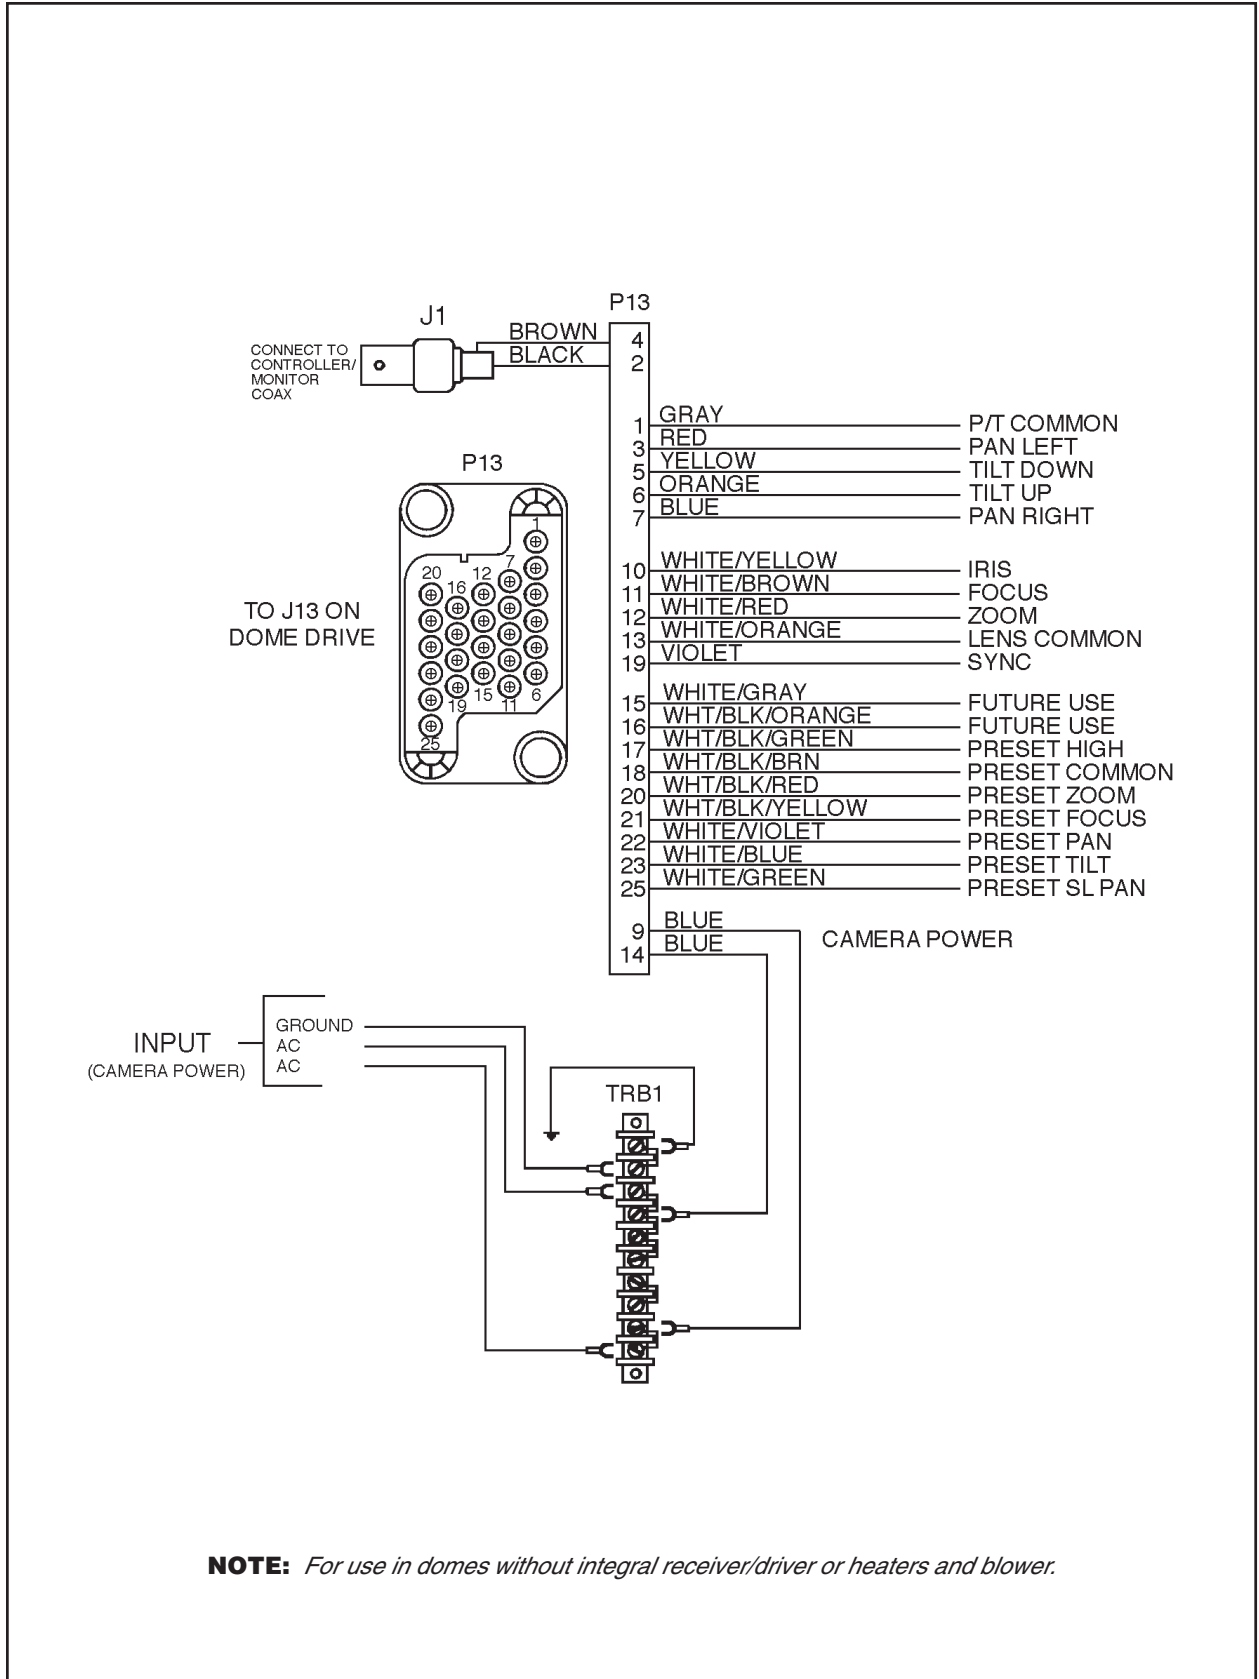 P13
J1
BROWN 4
BLACK 2
CONNECT TO
CONTROLLER/
MONITOR
COAX
1 GRAY P/T COMMON
3 RED PAN LEFT
5 YELLOW TILT DOWN
6 ORANGE TILT UP
7 BLUE PAN RIGHT
P13
1
7
12
16
20
TO J13 ON
DOME DRIVE
6
11
15
19
25
10 WHITE/YELLOW IRIS
11 WHITE/BROWN FOCUS
12 WHITE/RED ZOOM
13 WHITE/ORANGE LENS COMMON
19 VIOLET SYNC
15 WHITE/GRAY FUTURE USE
16 WHT/BLK/ORANGE FUTURE USE
17 WHT/BLK/GREEN PRESET HIGH
18 WHT/BLK/BRN PRESET COMMON
20 WHT/BLK/RED PRESET ZOOM
21 WHT/BLK/YELLOW PRESET FOCUS
22 WHITE/VIOLET PRESET PAN
23 WHITE/BLUE PRESET TILT
25 WHITE/GREEN PRESET SL PAN
9 BLUE CAMERA POWER
14 BLUE
INPUT
(CAMERA POWER)
GROUND
AC
AC
TRB1
NOTE: For use in domes without integral receiver/driver or heaters and blower.